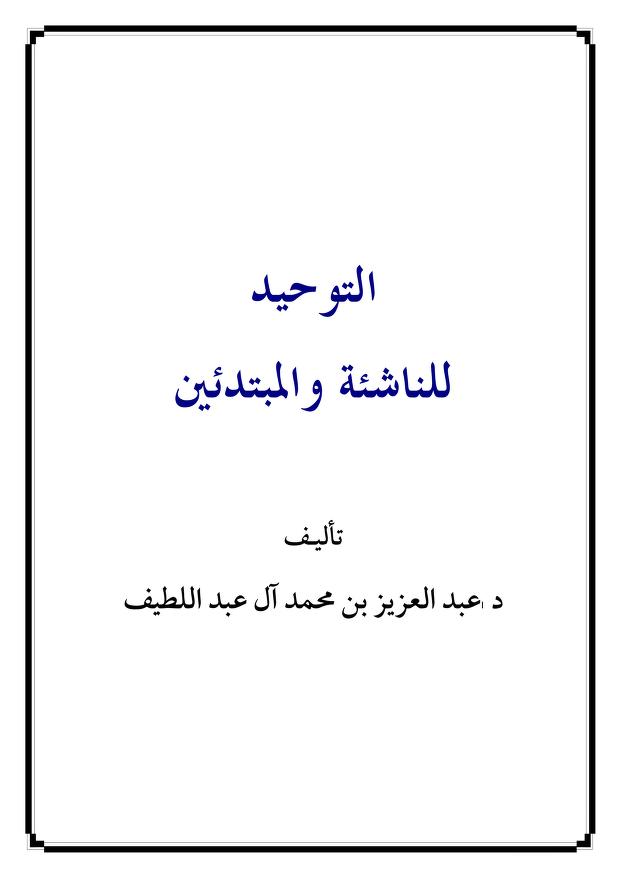 التوحيد
للناشئة والمبتدئين
تأليف
د عبد العزيز بن محمد آل عبد اللطيف